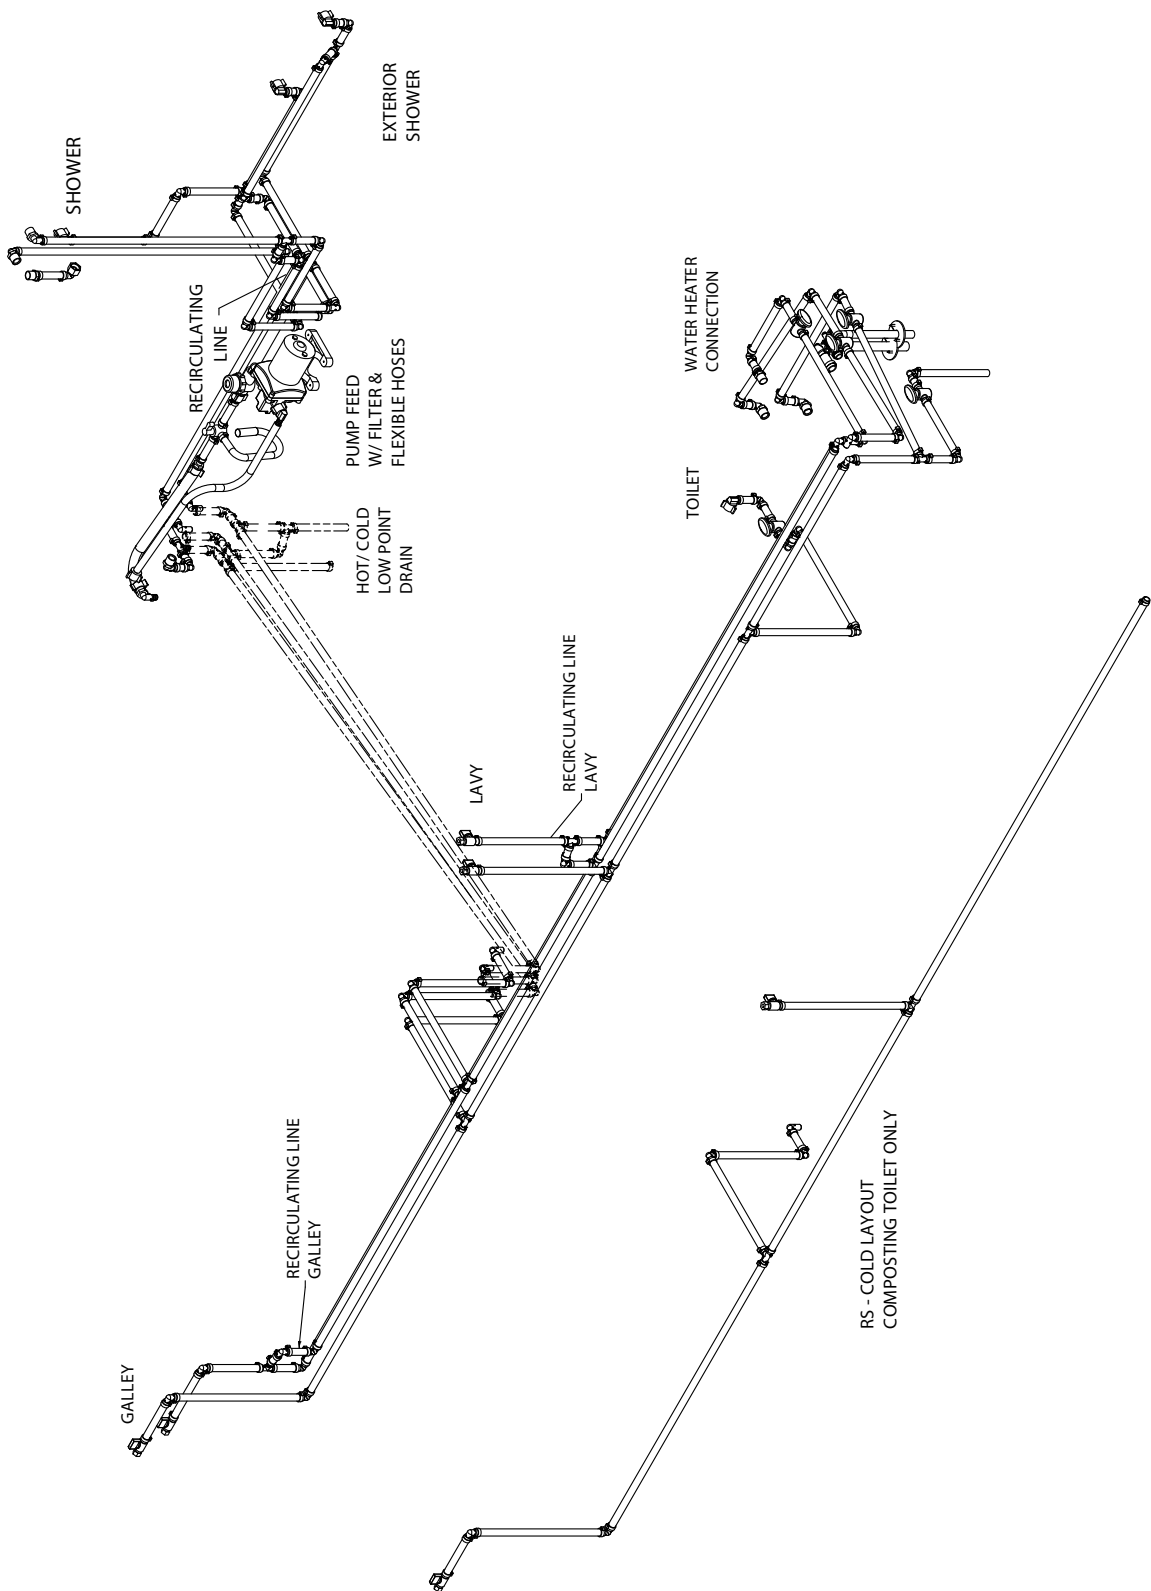 SHOWER
EXTERIOR
SHOWER
RECIRCULATING
LINE
PUMP FEED
W/ FILTER &
FLEXIBLE HOSES
HOT/ COLD
LOW POINT
DRAIN
WATER HEATER
CONNECTION
TOILET
LAVY
RECIRCULATING LINE
LAVY
RECIRCULATING LINE
GALLEY
GALLEY
RS - COLD LAYOUT
COMPOSTING TOILET ONLY